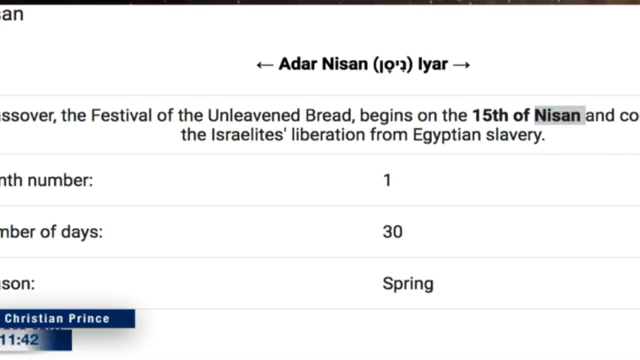 san
← Adar Nisan (נִיסָן) Iyar →
assover, the Festival of the Unleavened Bread, begins on the 15th of Nisan and co
the Israelites' liberation from Egyptian slavery.
nth number: 1
mber of days: 30
ason: Spring
Christian Prince
11:42